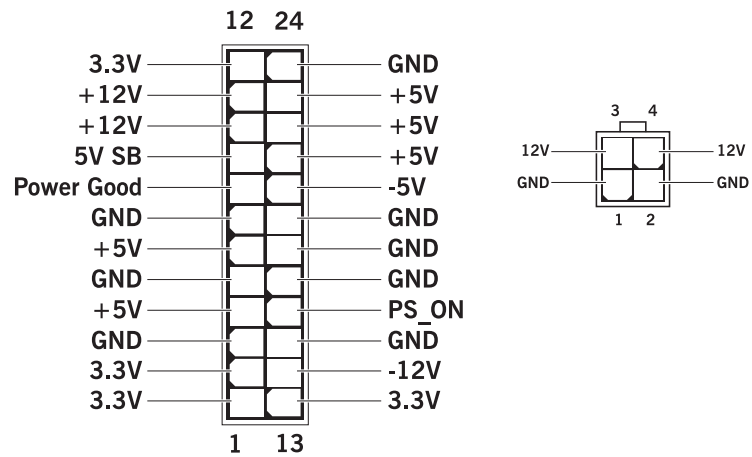 12 24
3.3V GND
+12V +5V
+12V +5V
5V SB +5V
Power Good -5V
GND GND
+5V GND
GND GND
+5V PS_ON
GND GND
3.3V -12V
3.3V 3.3V
1 13
3 4
12V 12V
GND GND
1 2